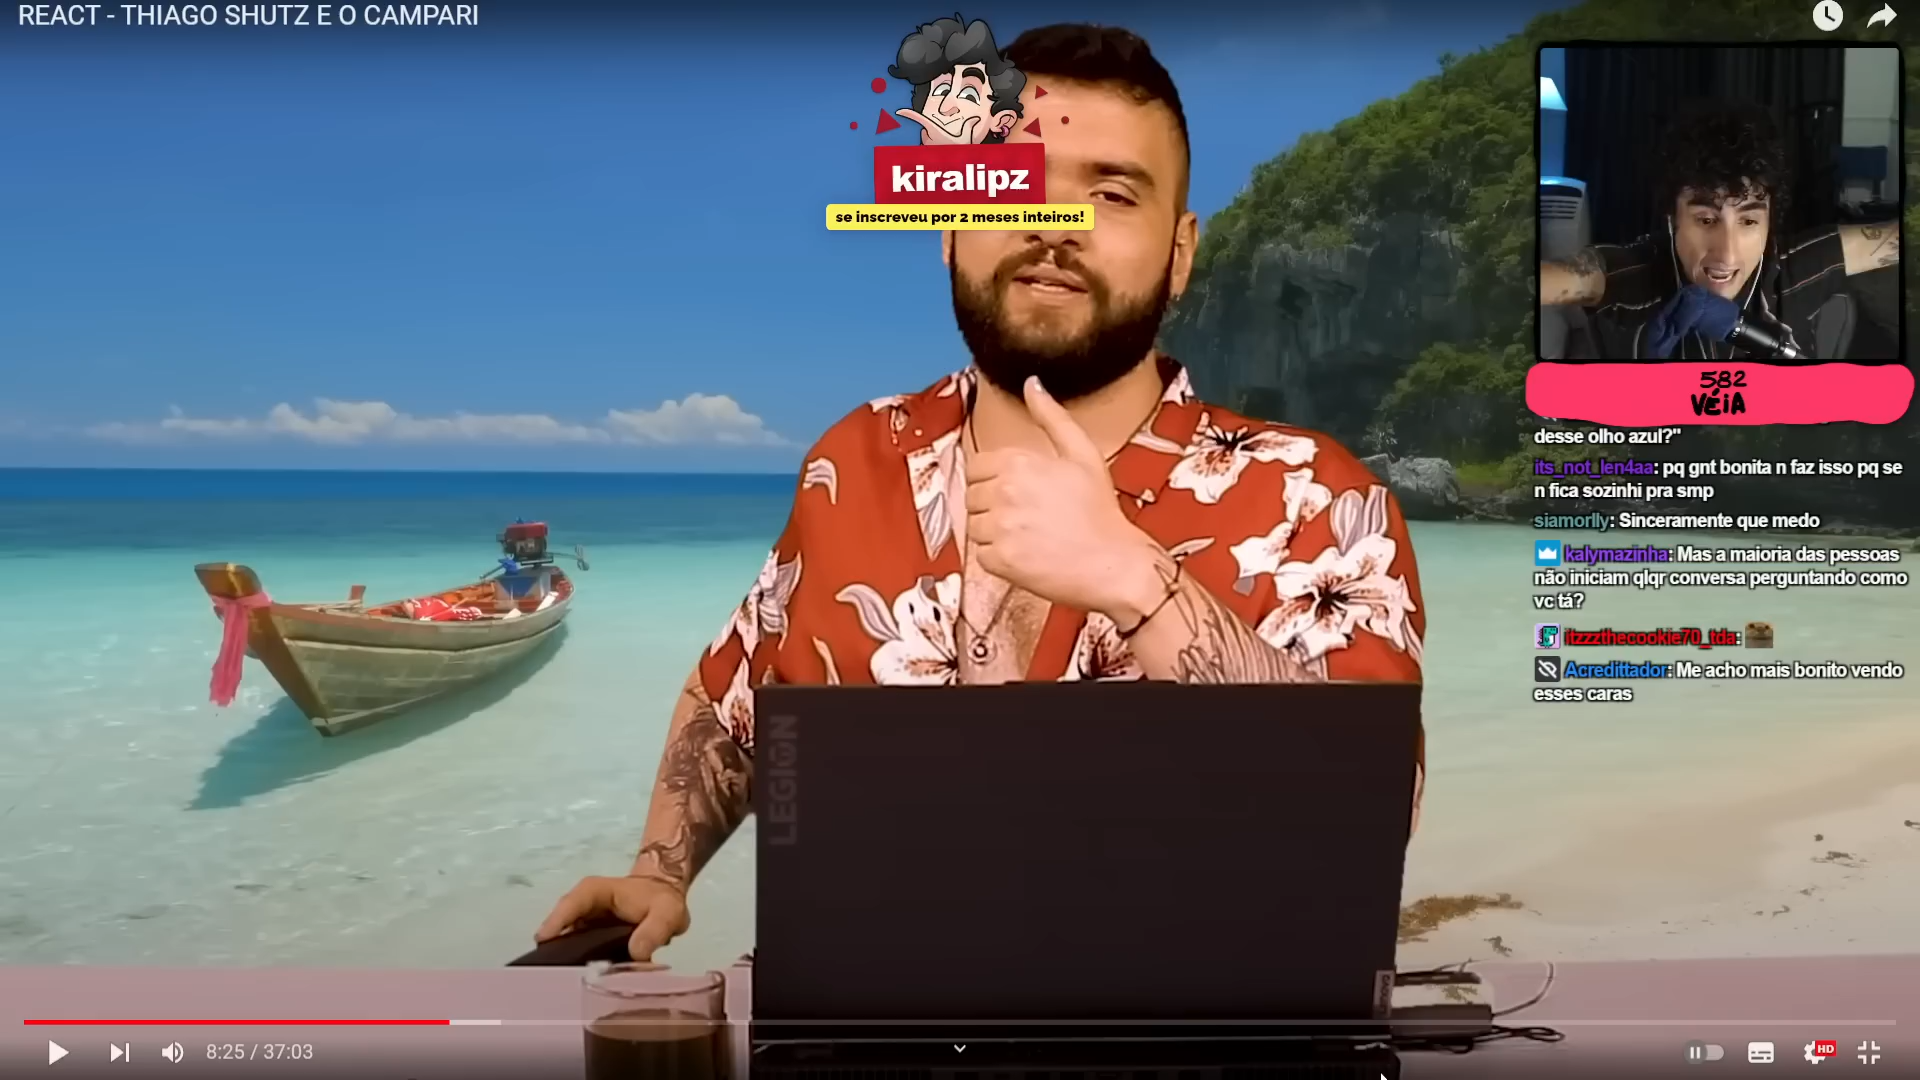 REACT - THIAGO SHUTZ E O CAMPARI
kiralipz
se inscreveu por 2 meses inteiros!
582
VÉIA
desse olho azul?"
its_not_len4aa: pq gnt bonita n faz isso pq se
n fica sozinhi pra smp
siamorlly: Sinceramente que medo
kalymazinha: Mas a maioria das pessoas
não iniciam qlqr conversa perguntando como
vc tá?
itzzzthecookie70_tda:
Acredittador: Me acho mais bonito vendo
esses caras
LEGION
8:25 / 37:03
HD